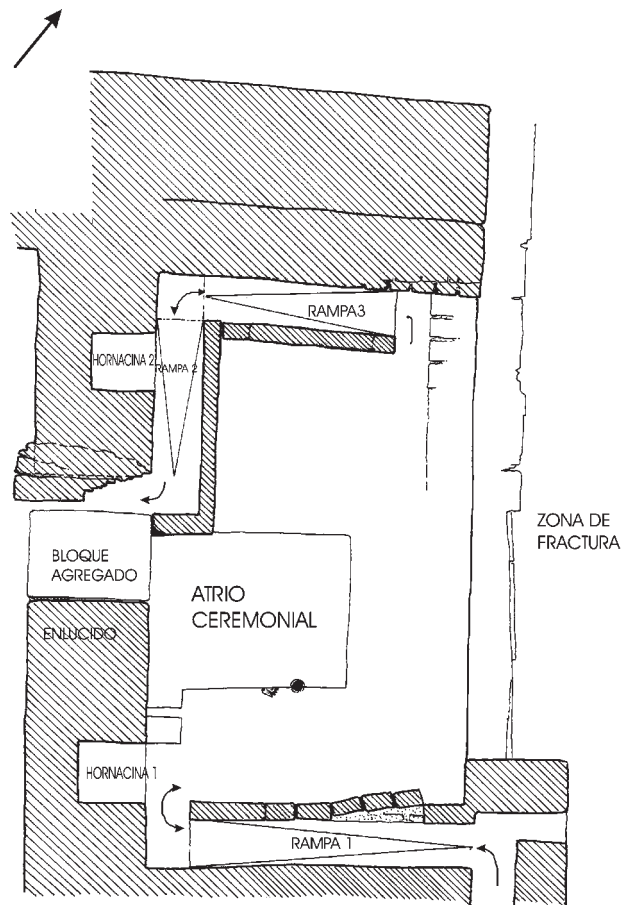 RAMPA3
HORNACINA 2
RAMPA 2
ZONA DE
FRACTURA
BLOQUE
AGREGADO
ATRIO
CEREMONIAL
ENLUCIDO
HORNACINA 1
RAMPA 1